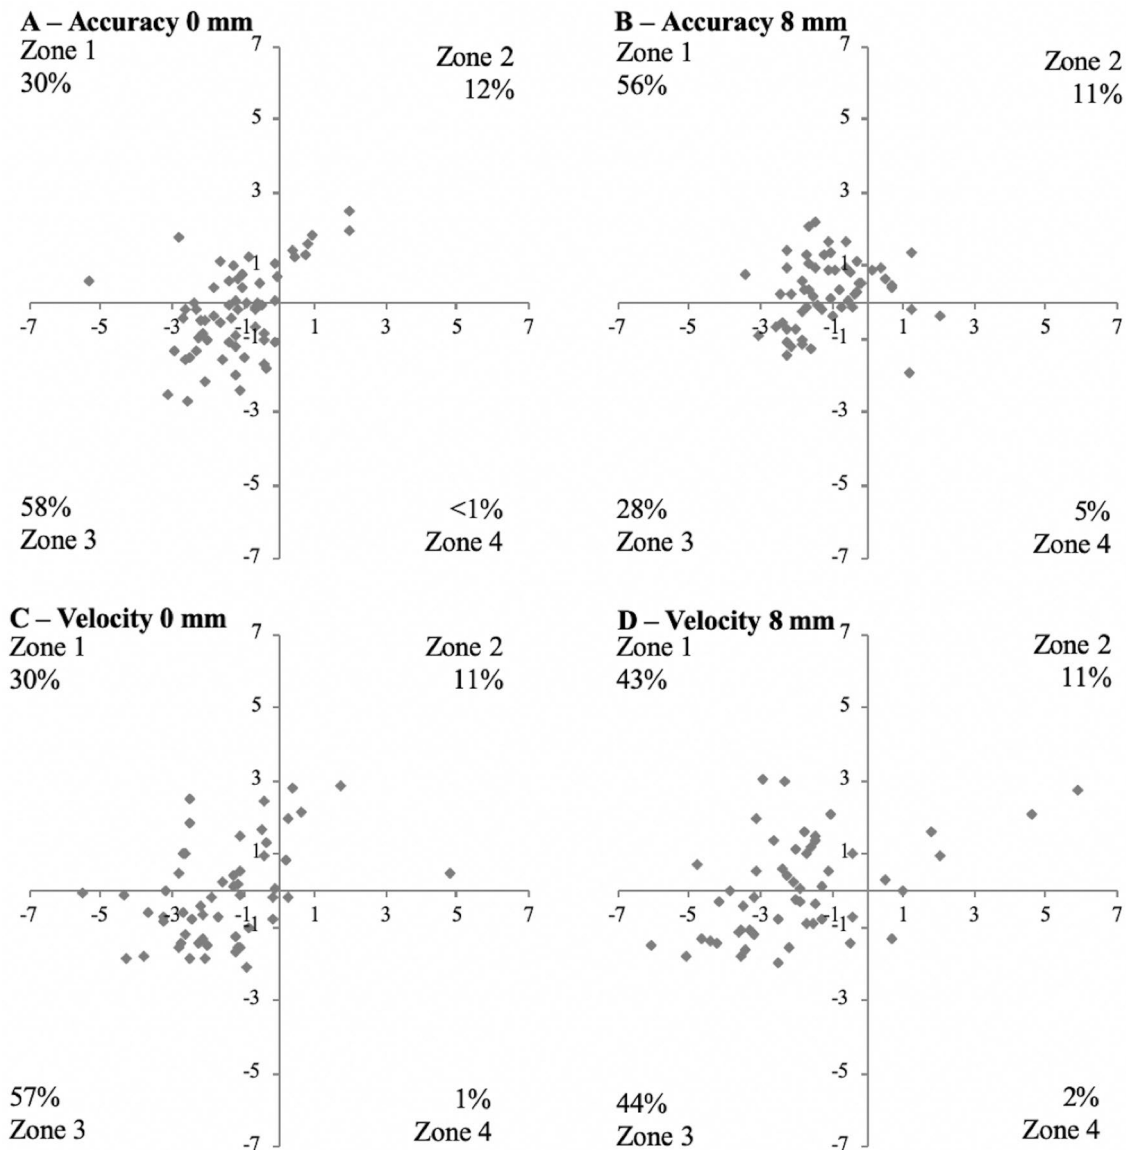 A – Accuracy 0 mm
Zone 1
30%
Zone 2
12%
7
5
3
1
-7 -5 -3 1 3 5 7
-1
-3
-5
-7
58%
Zone 3
<1%
Zone 4
B – Accuracy 8 mm
Zone 1
56%
Zone 2
11%
7
5
3
1
-7 -5 -3 -1 1 3 5 7
-1
-3
-5
-7
28%
Zone 3
5%
Zone 4
C – Velocity 0 mm
Zone 1
30%
Zone 2
11%
7
5
3
1
-7 -5 -3 -1 1 3 5 7
-1
-3
-5
-7
57%
Zone 3
1%
Zone 4
D – Velocity 8 mm
Zone 1
43%
Zone 2
11%
7
5
3
1
-7 -5 -3 -1 1 3 5 7
-1
-3
-5
-7
44%
Zone 3
2%
Zone 4